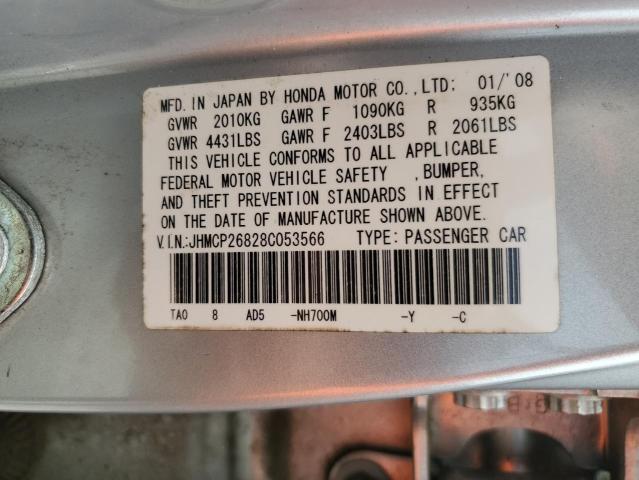 MFD. IN JAPAN BY HONDA MOTOR CO., LTD: 01/'08
GVWR 2010KG GAWR F 1090KG R 935KG
GVWR 4431LBS GAWR F 2403LBS R 2061LBS
THIS VEHICLE CONFORMS TO ALL APPLICABLE
FEDERAL MOTOR VEHICLE SAFETY , BUMPER,
AND THEFT PREVENTION STANDARDS IN EFFECT
ON THE DATE OF MANUFACTURE SHOWN ABOVE.
V.I.N.:JHMCP26828C053566 TYPE: PASSENGER CAR
TA0 8 AD5 -NH700M -Y -C